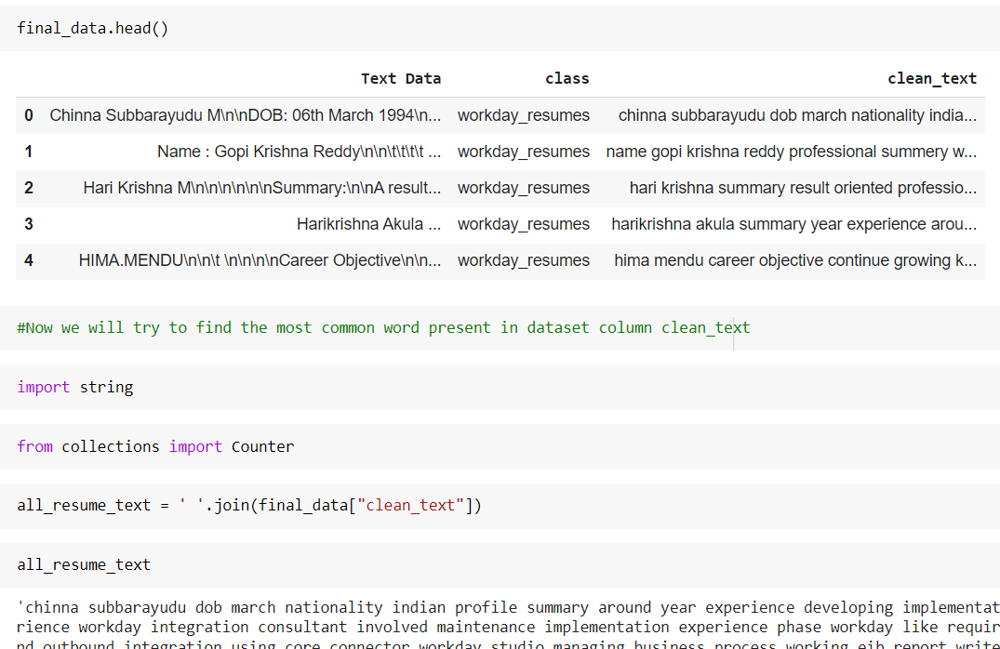 final_data.head()
Text Data class clean_text
0 Chinna Subbarayudu M\n\nDOB: 06th March 1994\n... workday_resumes chinna subbarayudu dob march nationality india...
1 Name : Gopi Krishna Reddy\n\n\t\t\t\t ... workday_resumes name gopi krishna reddy professional summery w...
2 Hari Krishna M\n\n\n\n\n\nSummary:\n\nA result... workday_resumes hari krishna summary result oriented professio...
3 Harikrishna Akula ... workday_resumes harikrishna akula summary year experience arou...
4 HIMA.MENDU\n\n\t \n\n\n\nCareer Objective\n\n... workday_resumes hima mendu career objective continue growing k...
#Now we will try to find the most common word present in dataset column clean_text
import string
from collections import Counter
all_resume_text = ' '.join(final_data["clean_text"])
all_resume_text
'chinna subbarayudu dob march nationality indian profile summary around year experience developing implementat
rience workday integration consultant involved maintenance implementation experience phase workday like requir
nd outbound integration using core connector workday studio managing business process working eib report write